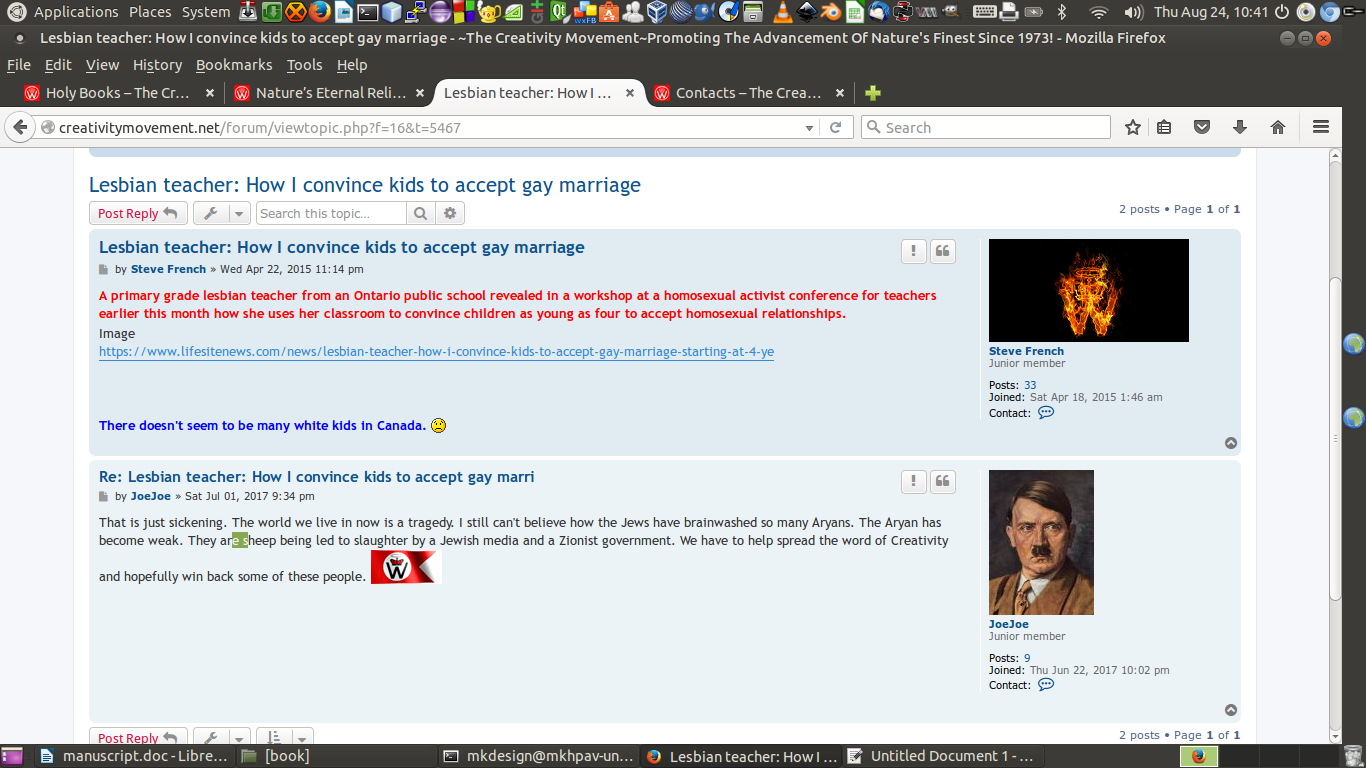 Applications Places System Thu Aug 24, 10:41
Lesbian teacher: How I convince kids to accept gay marriage - ~The Creativity Movement~Promoting The Advancement Of Nature's Finest Since 1973! - Mozilla Firefox
File Edit View History Bookmarks Tools Help
Holy Books – The Cr... Nature's Eternal Reli... Lesbian teacher: How I ... Contacts – The Crea...
creativitymovement.net/forum/viewtopic.php?f=16&t=5467 Search
Lesbian teacher: How I convince kids to accept gay marriage
Post Reply Search this topic... 2 posts • Page 1 of 1
Lesbian teacher: How I convince kids to accept gay marriage
by Steve French » Wed Apr 22, 2015 11:14 pm
A primary grade lesbian teacher from an Ontario public school revealed in a workshop at a homosexual activist conference for teachers
earlier this month how she uses her classroom to convince children as young as four to accept homosexual relationships.
Image
https://www.lifesitenews.com/news/lesbian-teacher-how-i-convince-kids-to-accept-gay-marriage-starting-at-4-ye
There doesn't seem to be many white kids in Canada.
Steve French
Junior member
Posts: 33
Joined: Sat Apr 18, 2015 1:46 am
Contact:
Re: Lesbian teacher: How I convince kids to accept gay marri
by JoeJoe » Sat Jul 01, 2017 9:34 pm
That is just sickening. The world we live in now is a tragedy. I still can't believe how the Jews have brainwashed so many Aryans. The Aryan has
become weak. They are sheep being led to slaughter by a Jewish media and a Zionist government. We have to help spread the word of Creativity
and hopefully win back some of these people. W
JoeJoe
Junior member
Posts: 9
Joined: Thu Jun 22, 2017 10:02 pm
Contact:
Post Reply 2 posts • Page 1 of 1
manuscript.doc - Libre... [book] mkdesign@mkhpav-un... Lesbian teacher: How I ... Untitled Document 1 - ...